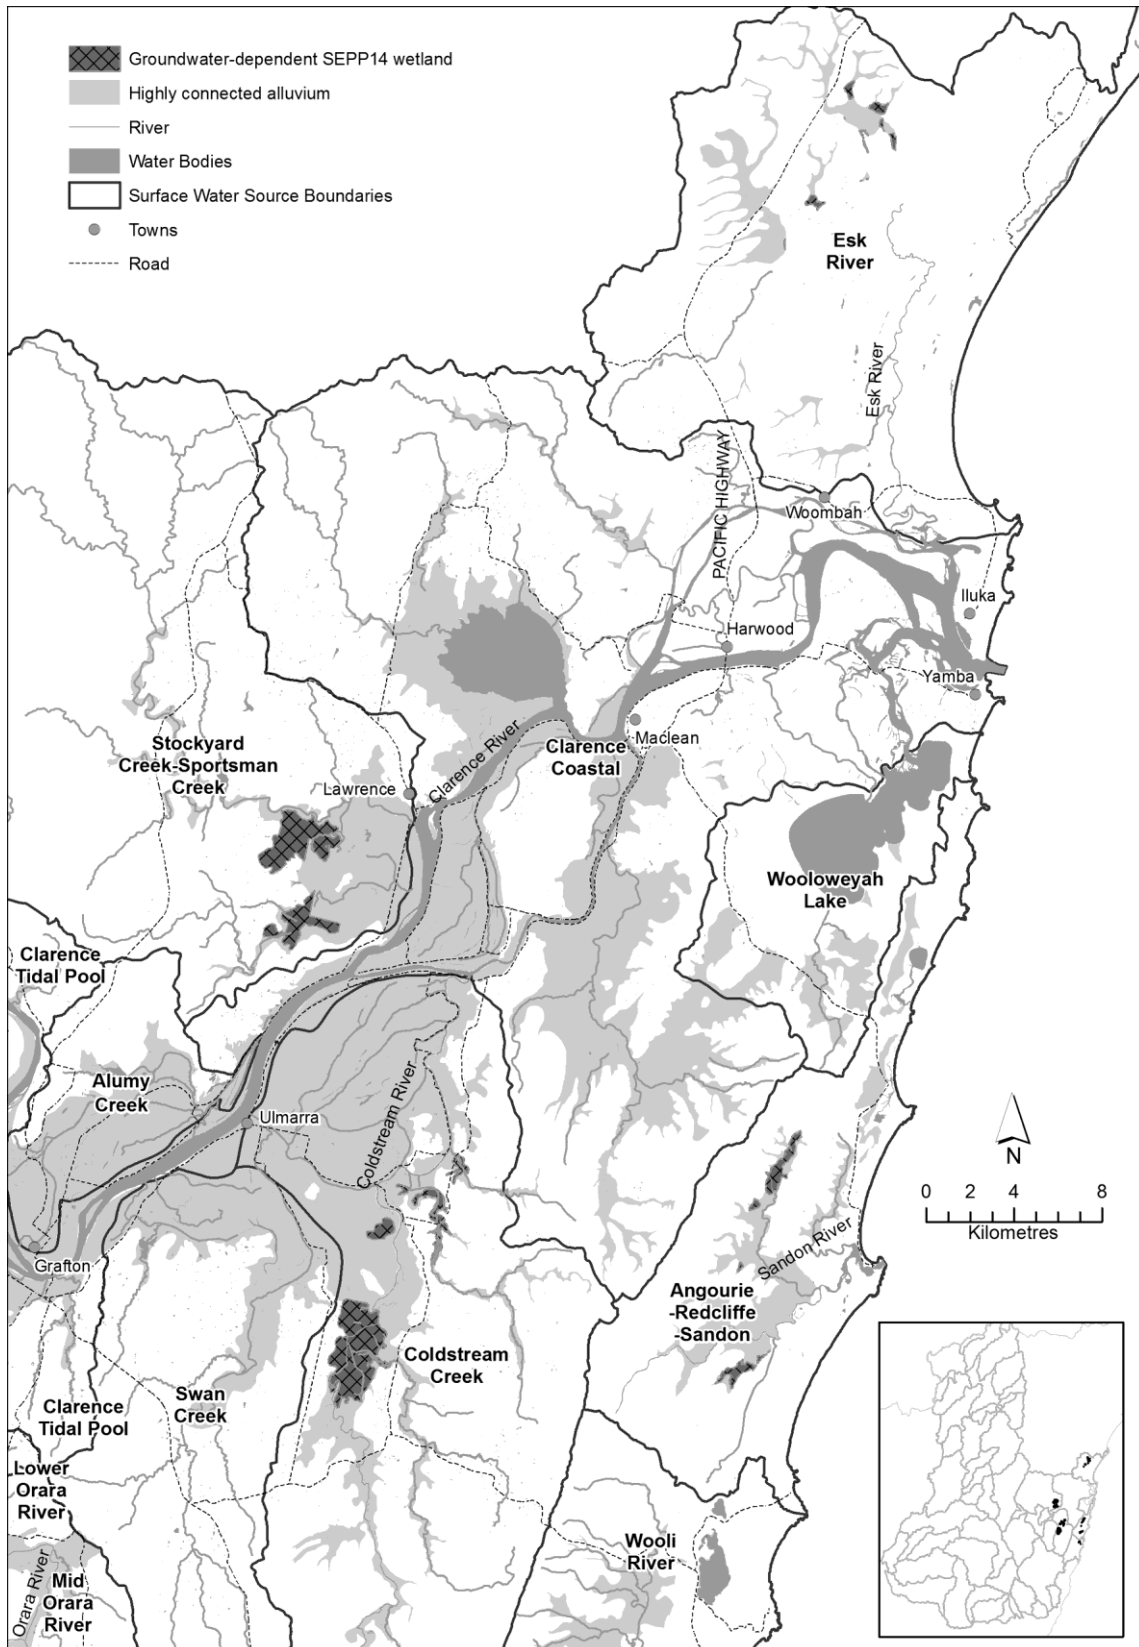 Groundwater-dependent SEPP14 wetland
Highly connected alluvium
River
Water Bodies
Surface Water Source Boundaries
Towns
Road
Esk
River
Esk River
PACIFIC HIGHWAY
Woombah
Iluka
Harwood
Yamba
Maclean
Clarence
Coastal
Clarence River
Stockyard
Creek-Sportsman
Creek
Lawrence
Wooloweyah
Lake
Clarence
Tidal Pool
Alumy
Creek
Ulmarra
Coldstream River
Grafton
N
0 2 4 8
Kilometres
Sandon River
Angourie
-Redcliffe
-Sandon
Coldstream
Creek
Swan
Creek
Clarence
Tidal Pool
Lower
Orara
River
Orara River
Mid
Orara
River
Wooli
River